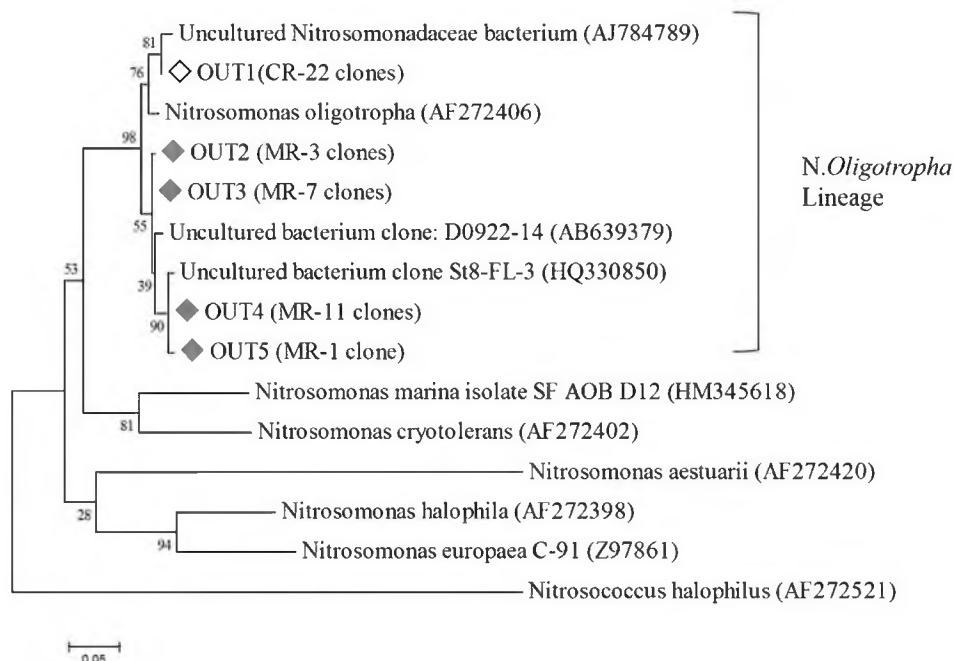 Uncultured Nitrosomonadaceae bacterium (AJ784789)
81
OUT1(CR-22 clones)
76
Nitrosomonas oligotropha (AF272406)
98
OUT2 (MR-3 clones)
N.Oligotropha
Lineage
OUT3 (MR-7 clones)
55
Uncultured bacterium clone: D0922-14 (AB639379)
53
Uncultured bacterium clone St8-FL-3 (HQ330850)
39
OUT4 (MR-11 clones)
90
OUT5 (MR-1 clone)
Nitrosomonas marina isolate SF AOB D12 (HM345618)
81
Nitrosomonas cryotolerans (AF272402)
Nitrosomonas aestuarii (AF272420)
28
Nitrosomonas halophila (AF272398)
94
Nitrosomonas europaea C-91 (Z97861)
Nitrosococcus halophilus (AF272521)
0.05